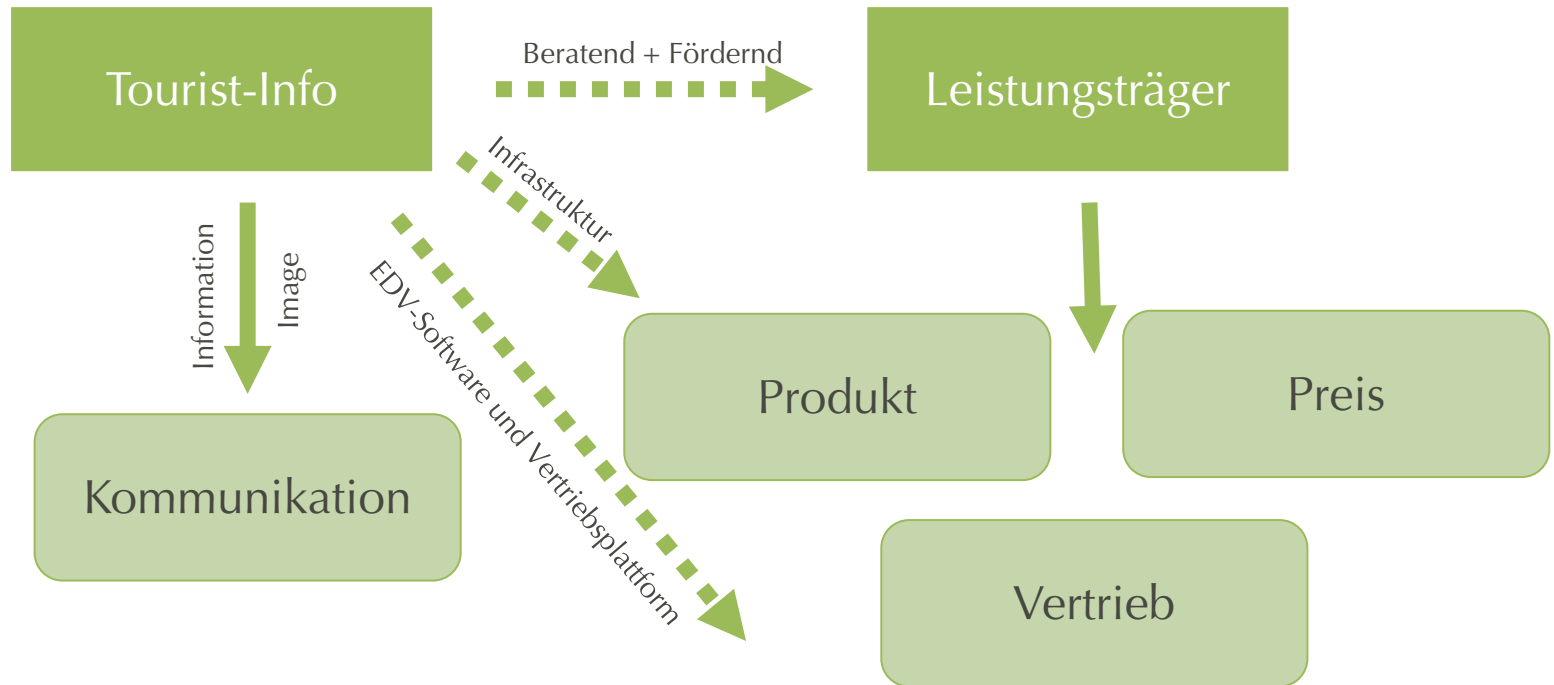 Tourist-Info
Beratend + Fördernd
Leistungsträger
Infrastruktur
Information
Image
EDV-Software und Vertriebsplattform
Produkt
Preis
Kommunikation
Vertrieb